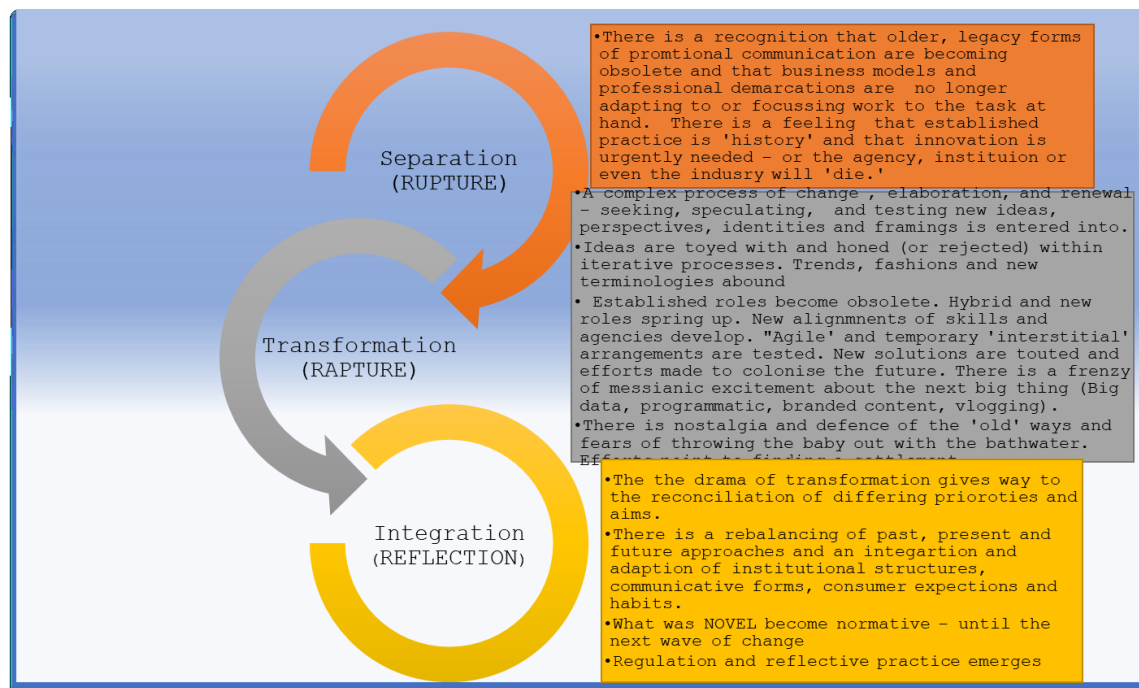 Separation
(RUPTURE)
•There is a recognition that older, legacy forms
of promtional communication are becoming
obsolete and that business models and
professional demarcations are no longer
adapting to or focussing work to the task at
hand. There is a feeling that established
practice is 'history' and that innovation is
urgently needed – or the agency, instituion or
even the indusry will 'die.'
Transformation
(RAPTURE)
•A complex process of change , elaboration, and renewal
– seeking, speculating, and testing new ideas,
perspectives, identities and framings is entered into.
•Ideas are toyed with and honed (or rejected) within
iterative processes. Trends, fashions and new
terminologies abound
• Established roles become obsolete. Hybrid and new
roles spring up. New alignmnents of skills and
agencies develop. "Agile' and temporary 'interstitial'
arrangements are tested. New solutions are touted and
efforts made to colonise the future. There is a frenzy
of messianic excitement about the next big thing (Big
data, programmatic, branded content, vlogging).
•There is nostalgia and defence of the 'old' ways and
fears of throwing the baby out with the bathwater.
Efforts point to finding a settlement
Integration
(REFLECTION)
•The the drama of transformation gives way to
the reconciliation of differing prioroties and
aims.
•There is a rebalancing of past, present and
future approaches and an integartion and
adaption of institutional structures,
communicative forms, consumer expections and
habits.
•What was NOVEL become normative – until the
next wave of change
•Regulation and reflective practice emerges